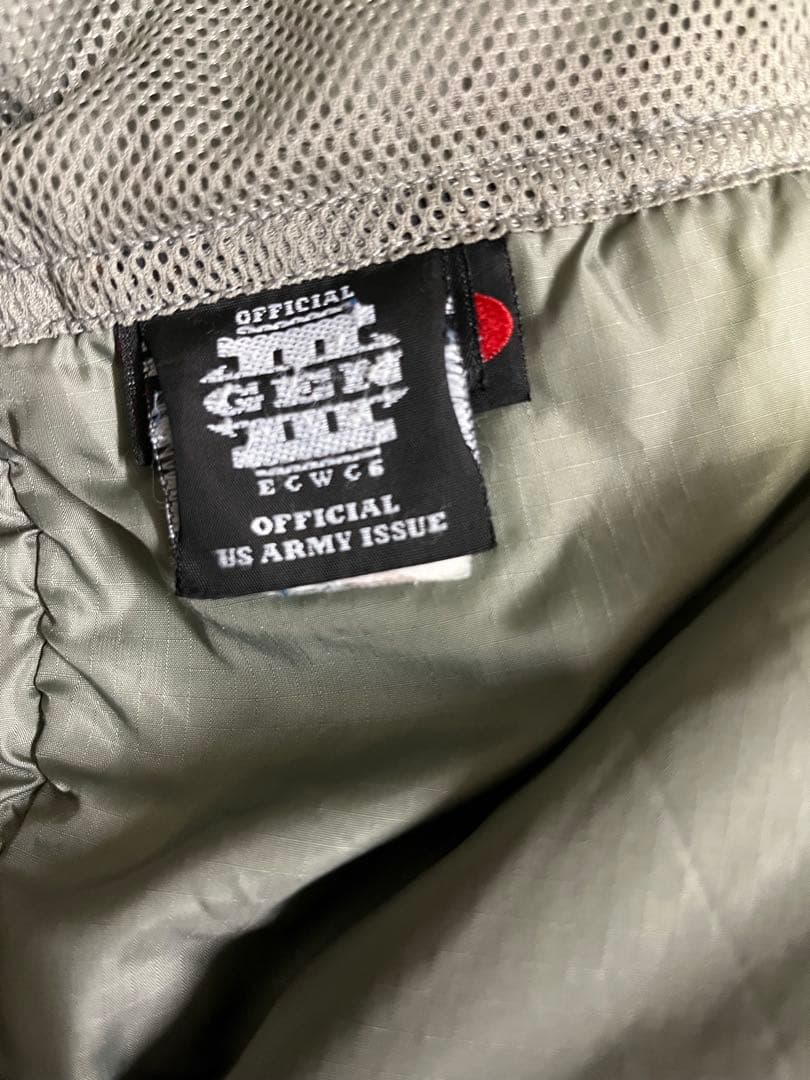 OFFICIAL
GEN
III
ECWCS
OFFICIAL
US ARMY ISSUE